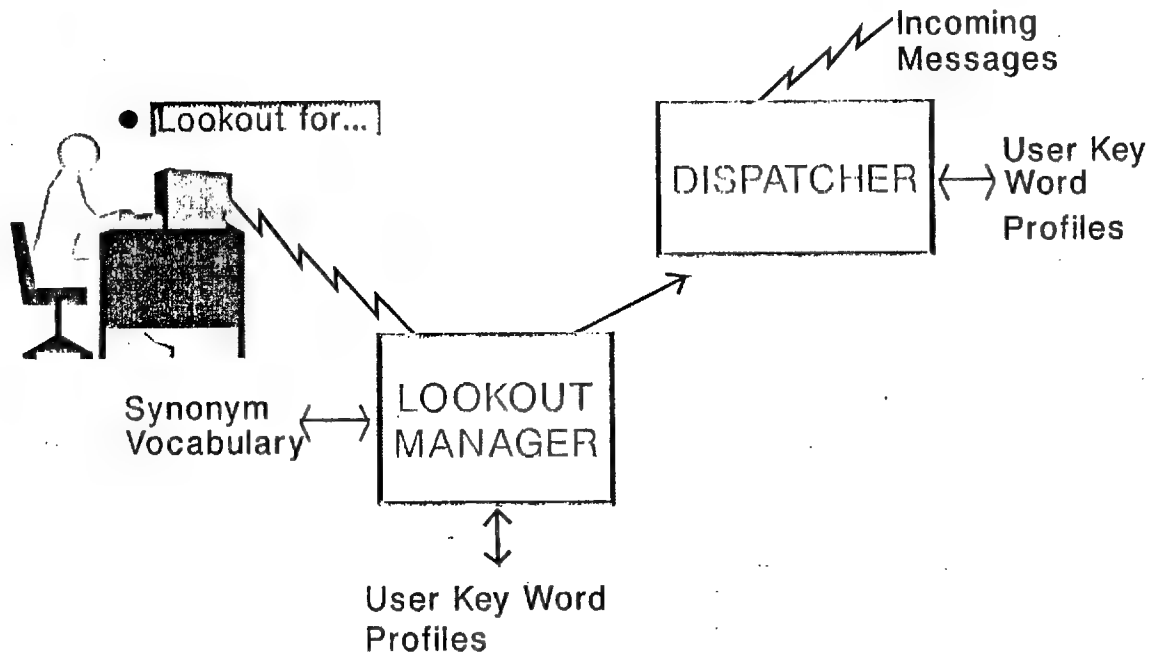 Incoming
Messages
Lookout for...
DISPATCHER
User Key
Word
Profiles
LOOKOUT
MANAGER
Synonym
Vocabulary
User Key Word
Profiles